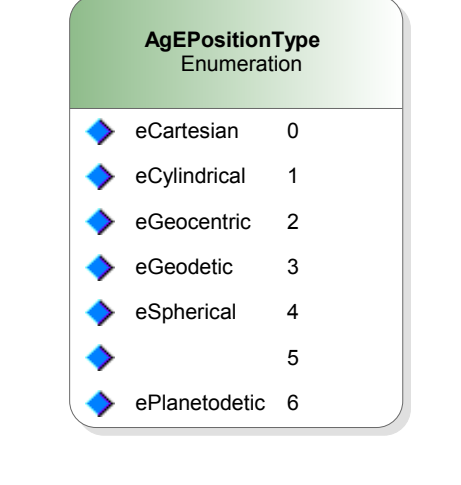 AgEPositionType
Enumeration
eCartesian 0
eCylindrical 1
eGeocentric 2
eGeodetic 3
eSpherical 4
5
ePlanetodetic 6